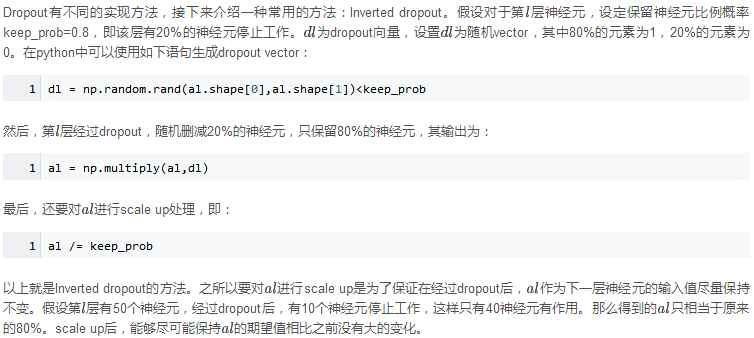 Dropout有不同的实现方法，接下来介绍一种常用的方法：Inverted dropout。假设对于第l层神经元，设定保留神经元比例概率
keep_prob=0.8，即该层有20%的神经元停止工作。dl为dropout向量，设置dl为随机vector，其中80%的元素为1，20%的元素为
0。在python中可以使用如下语句生成dropout vector：
1 dl = np.random.rand(al.shape[0],al.shape[1])<keep_prob
然后，第l层经过dropout，随机删减20%的神经元，只保留80%的神经元，其输出为：
1 al = np.multiply(al,dl)
最后，还要对al进行scale up处理，即：
1 al /= keep_prob
以上就是Inverted dropout的方法。之所以要对al进行scale up是为了保证在经过dropout后，al作为下一层神经元的输入值尽量保持
不变。假设第l层有50个神经元，经过dropout后，有10个神经元停止工作，这样只有40神经元有作用。那么得到的al只相当于原来
的80%。scale up后，能够尽可能保持al的期望值相比之前没有大的变化。